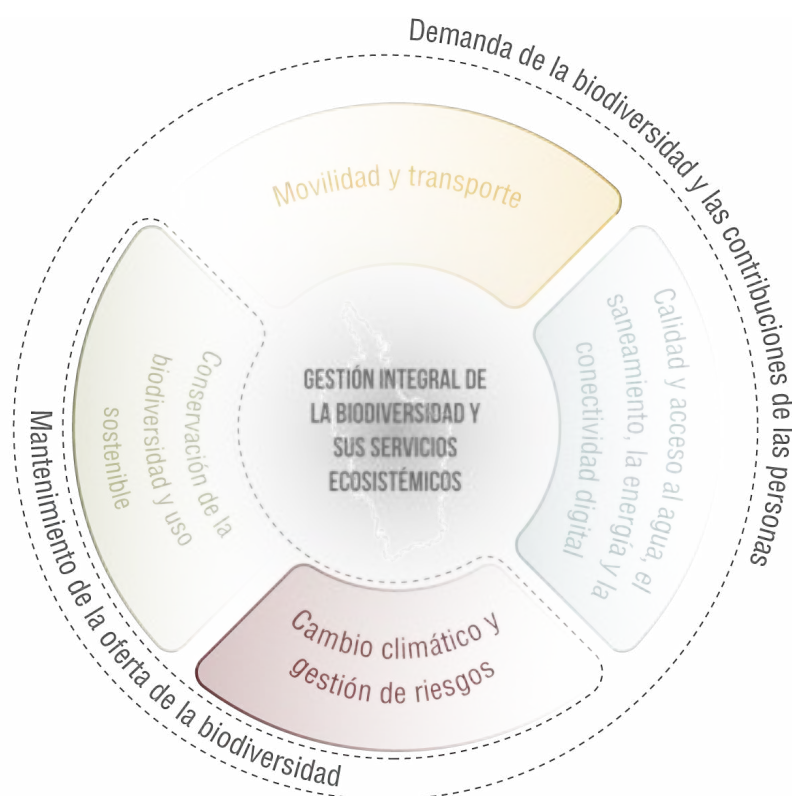 Demanda de la biodiversidad y las contribuciones de las personas
Movilidad y transporte
Calidad y acceso al agua, el
saneamiento, la energía y la
conectividad digital
GESTIÓN INTEGRAL DE
LA BIODIVERSIDAD Y
SUS SERVICIOS
ECOSISTÉMICOS
Conservación de la
biodiversidad y uso
sostenible
Cambio climático y
gestión de riesgos
Mantenimiento de la oferta de la biodiversidad